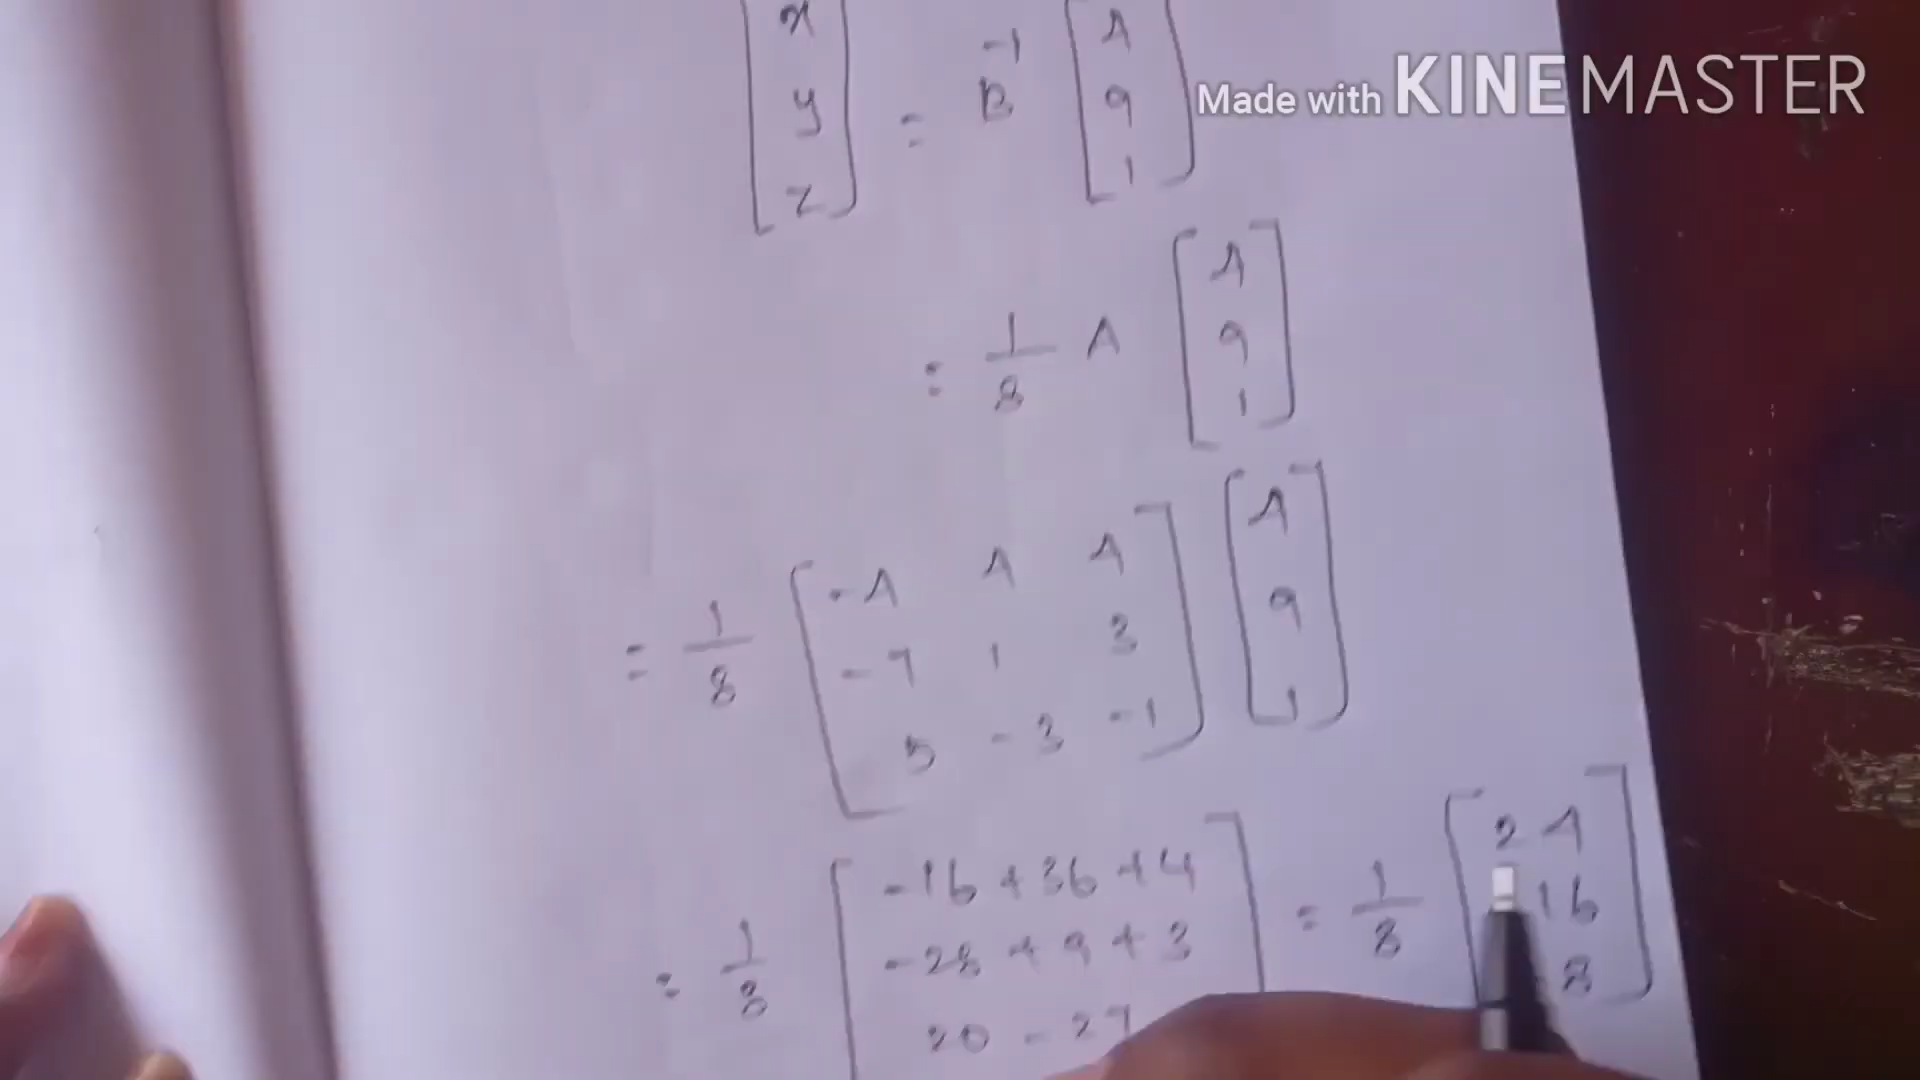 [x y z] = B⁻¹ [4 9 1]
Made with KINEMASTER
= 1/8 A [4 9 1]
= 1/8 [-4 4 4
-7 1 3
5 -3 -1] [4 9 1]
= 1/8 [-16 + 36 + 4
-28 + 9 + 3
20 - 27
= 1/8 [24
16
8]